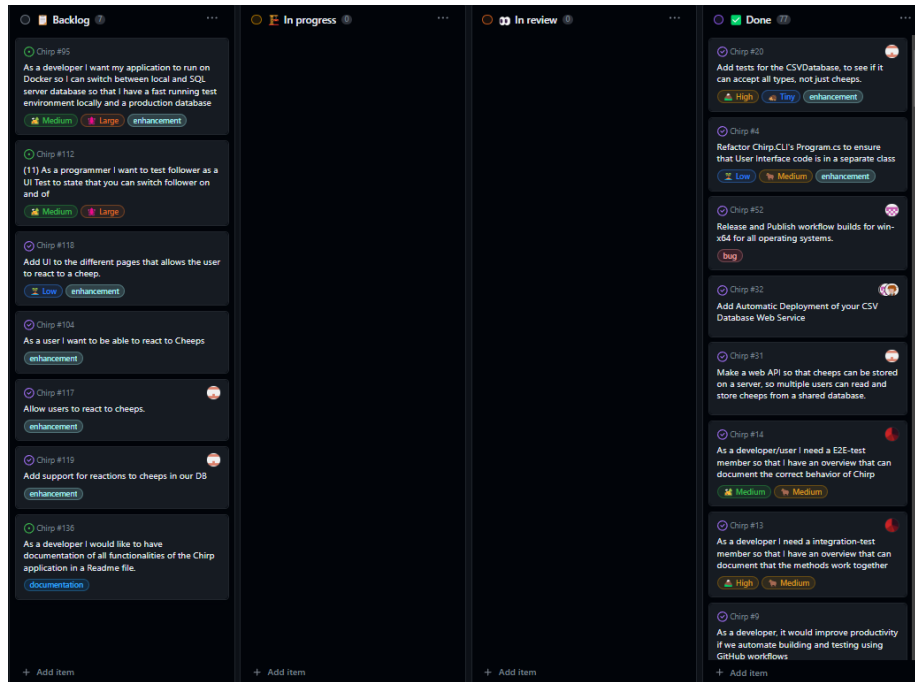 Backlog 7
Chirp #95
As a developer I want my application to run on
Docker so I can switch between local and SQL
server database so that I have a fast running test
environment locally and a production database
Medium Large enhancement
Chirp #112
(11) As a programmer I want to test follower as a
UI Test to state that you can switch follower on
and of
Medium Large
Chirp #118
Add UI to the different pages that allows the user
to react to a cheep.
Low enhancement
Chirp #104
As a user I want to be able to react to Cheeps
enhancement
Chirp #117
Allow users to react to cheeps.
enhancement
Chirp #119
Add support for reactions to cheeps in our DB
enhancement
Chirp #136
As a developer I would like to have
documentation of all functionalities of the Chirp
application in a Readme file.
documentation
+ Add item
In progress 0
+ Add item
In review 0
+ Add item
Done 77
Chirp #20
Add tests for the CSVDatabase, to see if it
can accept all types, not just cheeps.
High Tiny enhancement
Chirp #4
Refactor Chirp.CLI's Program.cs to ensure
that User Interface code is in a separate class
Low Medium enhancement
Chirp #52
Release and Publish workflow builds for win-
x64 for all operating systems.
bug
Chirp #32
Add Automatic Deployment of your CSV
Database Web Service
Chirp #31
Make a web API so that cheeps can be stored
on a server, so multiple users can read and
store cheeps from a shared database.
Chirp #14
As a developer/user I need a E2E-test
member so that I have an overview that can
document the correct behavior of Chirp
Medium Medium
Chirp #13
As a developer I need a integration-test
member so that I have an overview that can
document that the methods work together
High Medium
Chirp #9
As a developer, it would improve productivity
if we automate building and testing using
GitHub workflows
+ Add item